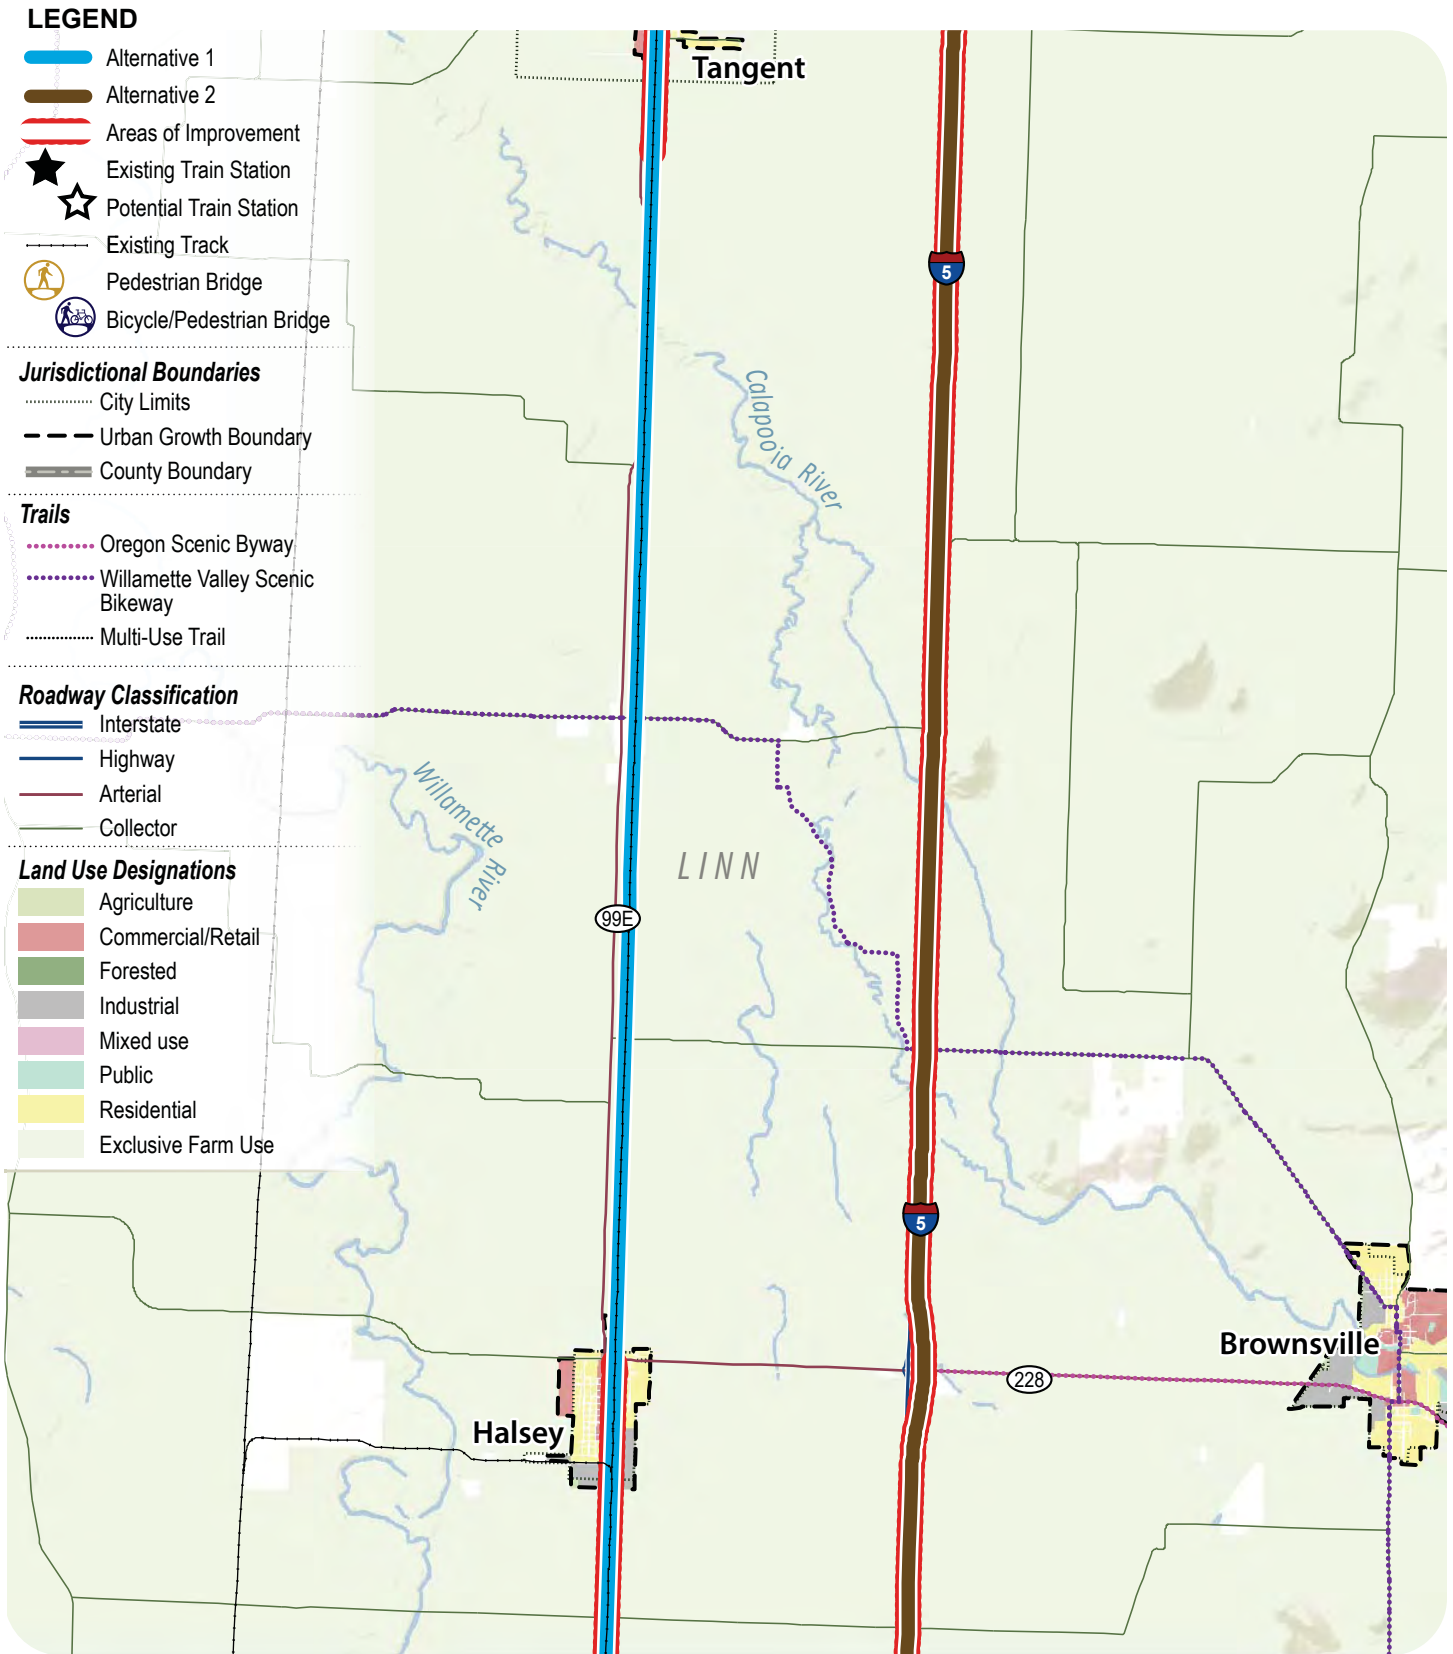 LEGEND
Alternative 1
Alternative 2
Areas of Improvement
Existing Train Station
Potential Train Station
Existing Track
Pedestrian Bridge
Bicycle/Pedestrian Bridge
Jurisdictional Boundaries
City Limits
Urban Growth Boundary
County Boundary
Trails
Oregon Scenic Byway
Willamette Valley Scenic
Bikeway
Multi-Use Trail
Roadway Classification
Interstate
Highway
Arterial
Collector
Land Use Designations
Agriculture
Commercial/Retail
Forested
Industrial
Mixed use
Public
Residential
Exclusive Farm Use
Tangent
5
Calapooia River
Willamette
River
LINN
99E
5
Brownsville
228
Halsey